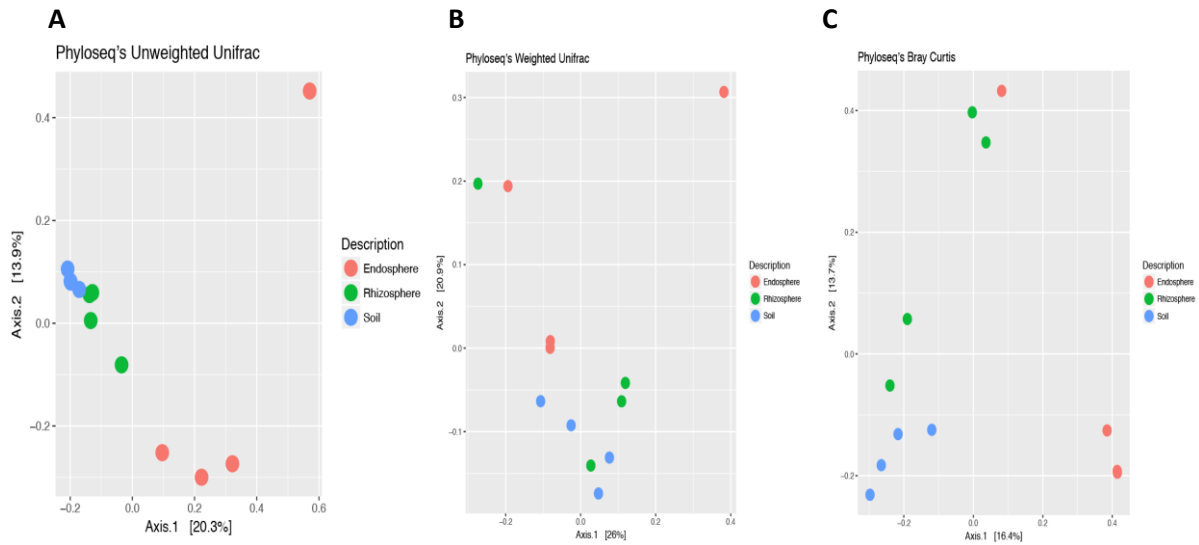 A
Phyloseq's Unweighted Unifrac
0.4
0.2
0.0
−0.2
−0.2
0.0
0.2
0.4
0.6
Axis.2 [13.9%]
Axis.1 [20.3%]
Description
Endosphere
Rhizosphere
Soil
B
Phyloseq's Weighted Unifrac
0.3
0.2
0.1
0.0
−0.1
−0.2
0.0
0.2
0.4
Axis.2 [20.9%]
Axis.1 [26%]
Description
Endosphere
Rhizosphere
Soil
C
Phyloseq's Bray Curtis
0.4
0.2
0.0
−0.2
−0.2
0.0
0.2
0.4
Axis.2 [13.7%]
Axis.1 [16.4%]
Description
Endosphere
Rhizosphere
Soil